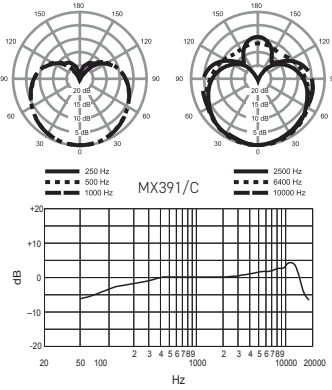 180
150 150
120 120
90 90
20 dB
15 dB
60 10 dB 60
5 dB
30 30
0
180
150 150
120 120
90 9
20 dB
15 dB
60 10 dB 60
5 dB
30 30
0
250 Hz
500 Hz
1000 Hz
2500 Hz
6400 Hz
10000 Hz
MX391/C
+20
+10
0
−10
-20
dB
2 3 4 5 6 7 8 9 2 3 4 5 6 7 8 9
20 50 100 1000 10000 20000
Hz